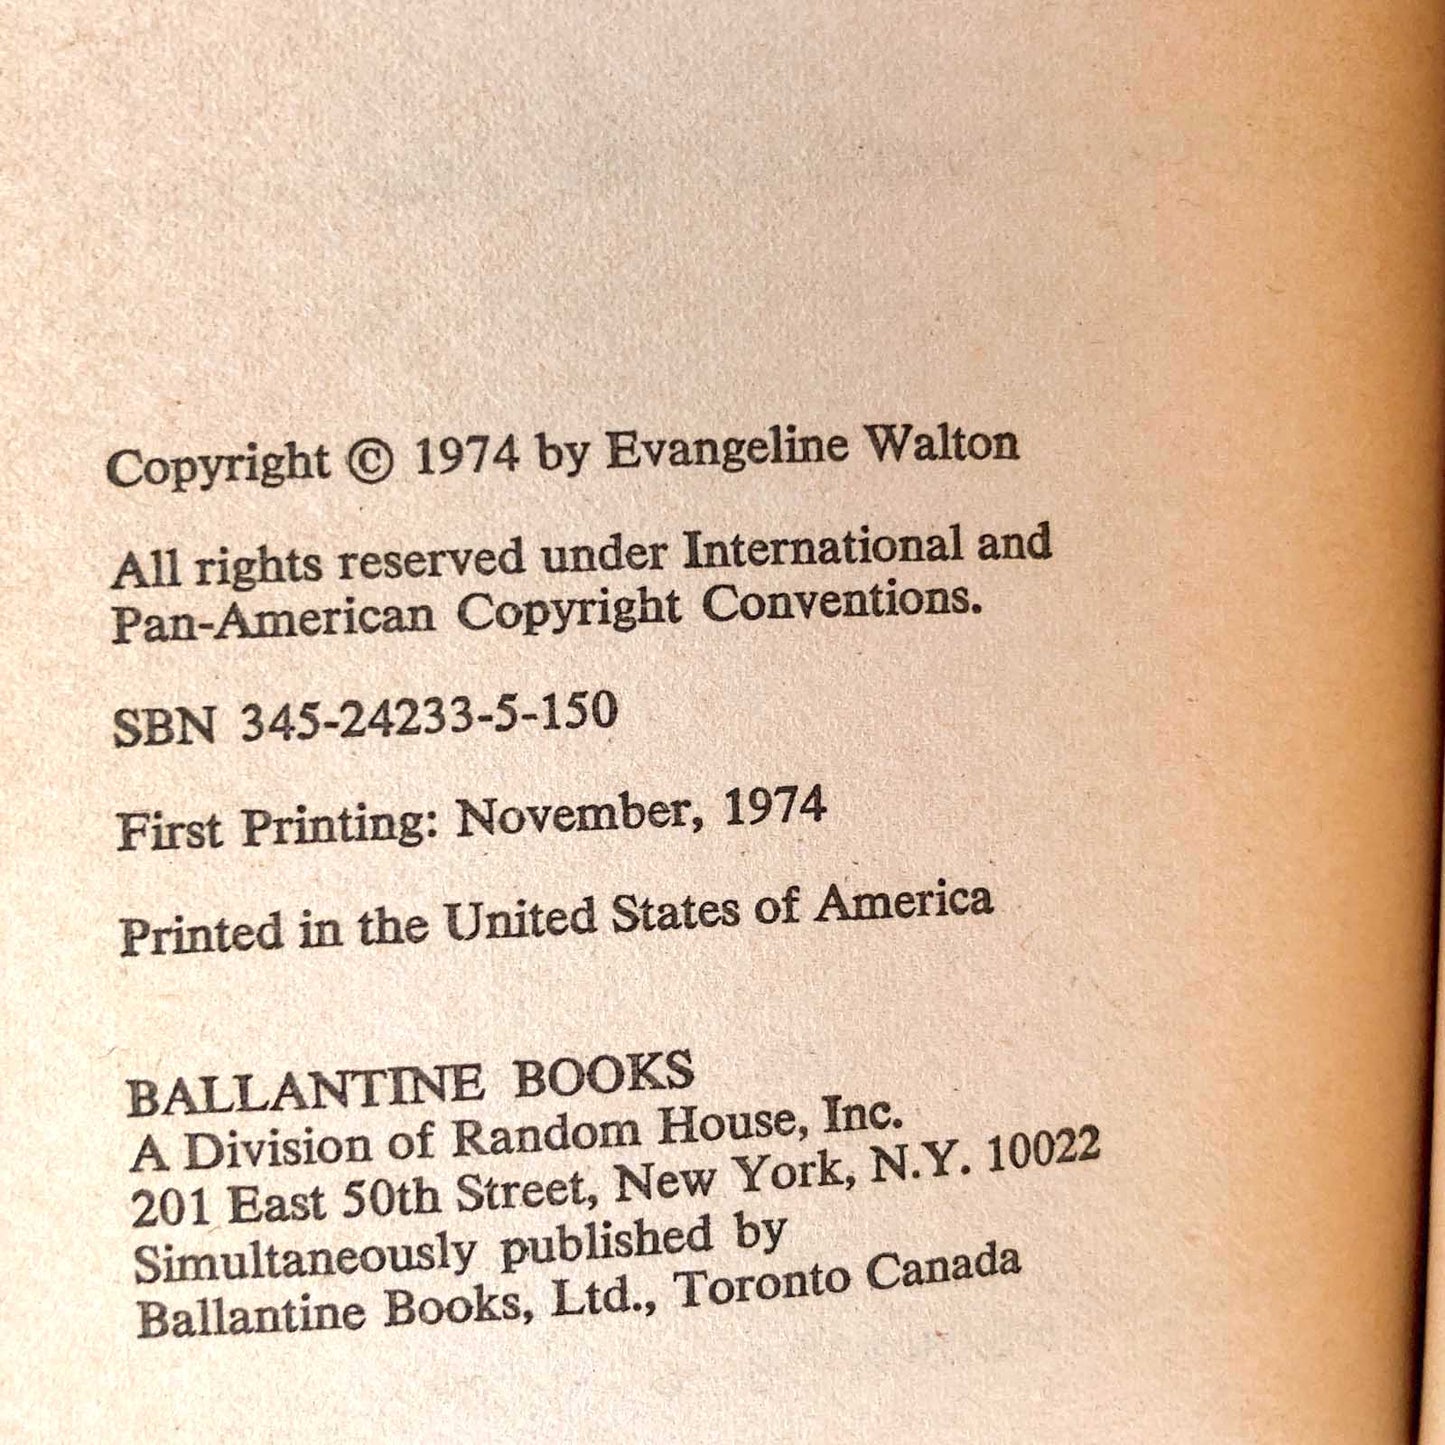 Copyright © 1974 by Evangeline Walton
All rights reserved under International and
Pan-American Copyright Conventions.
SBN 345-24233-5-150
First Printing: November, 1974
Printed in the United States of America
BALLANTINE BOOKS
A Division of Random House, Inc.
201 East 50th Street, New York, N.Y. 10022
Simultaneously published by
Ballantine Books, Ltd., Toronto Canada